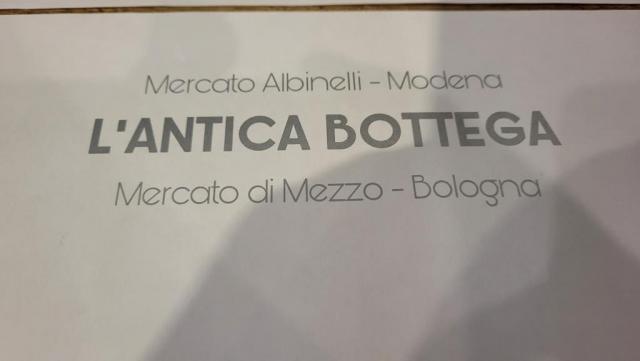 Mercato Albinelli - Modena
L'ANTICA BOTTEGA
Mercato di Mezzo - Bologna